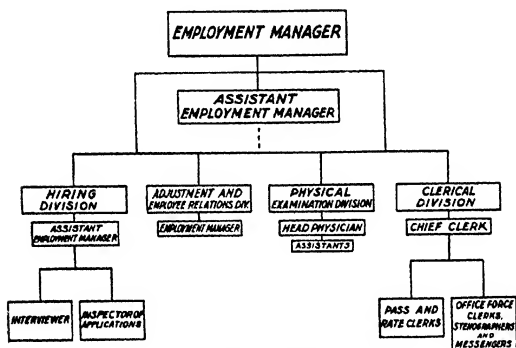 EMPLOYMENT MANAGER
ASSISTANT
EMPLOYMENT MANAGER
HIRING
DIVISION
ASSISTANT
EMPLOYMENT MANAGER
INTERVIEWER
INSPECTOR OF
APPLICATIONS
ADJUSTMENT AND
EMPLOYEE RELATIONS DIV.
EMPLOYMENT MANAGER
PHYSICAL
EXAMINATION DIVISION
HEAD PHYSICIAN
ASSISTANTS
CLERICAL
DIVISION
CHIEF CLERK
PASS AND
RATE CLERKS
OFFICE FORCE
CLERKS,
STENOGRAPHERS
AND
MESSENGERS